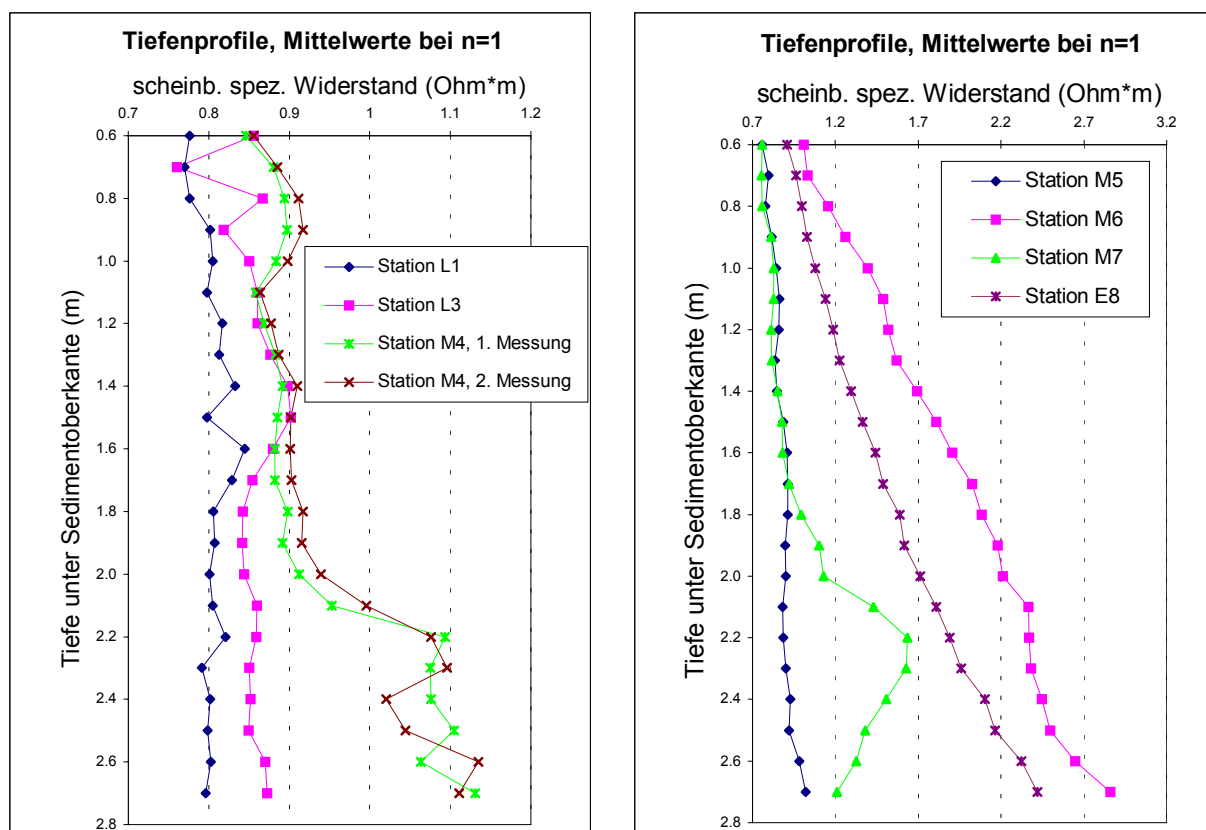 Tiefenprofile, Mittelwerte bei n=1
scheinb. spez. Widerstand (Ohm*m)
0.7 0.8 0.9 1 1.1 1.2
Tiefe unter Sedimentoberkante (m)
0.6
0.8
1.0
1.2
1.4
1.6
1.8
2.0
2.2
2.4
2.6
2.8
Station L1
Station L3
Station M4, 1. Messung
Station M4, 2. Messung
Tiefenprofile, Mittelwerte bei n=1
scheinb. spez. Widerstand (Ohm*m)
0.7 1.2 1.7 2.2 2.7 3.2
Tiefe unter Sedimentoberkante (m)
0.6
0.8
1.0
1.2
1.4
1.6
1.8
2.0
2.2
2.4
2.6
2.8
Station M5
Station M6
Station M7
Station E8